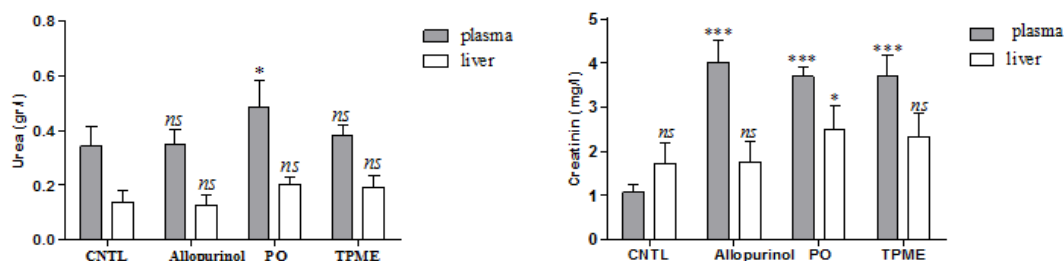 0.8
0.6
0.4
0.2
0.0
Urea (gr/l)
plasma
liver
ns
ns
*
ns
ns
ns
CNTL
Allopurinol
PO
TPME
5
4
3
2
1
0
Creatinin (mg/l)
plasma
liver
ns
***
ns
***
*
***
ns
CNTL
Allopurinol
PO
TPME